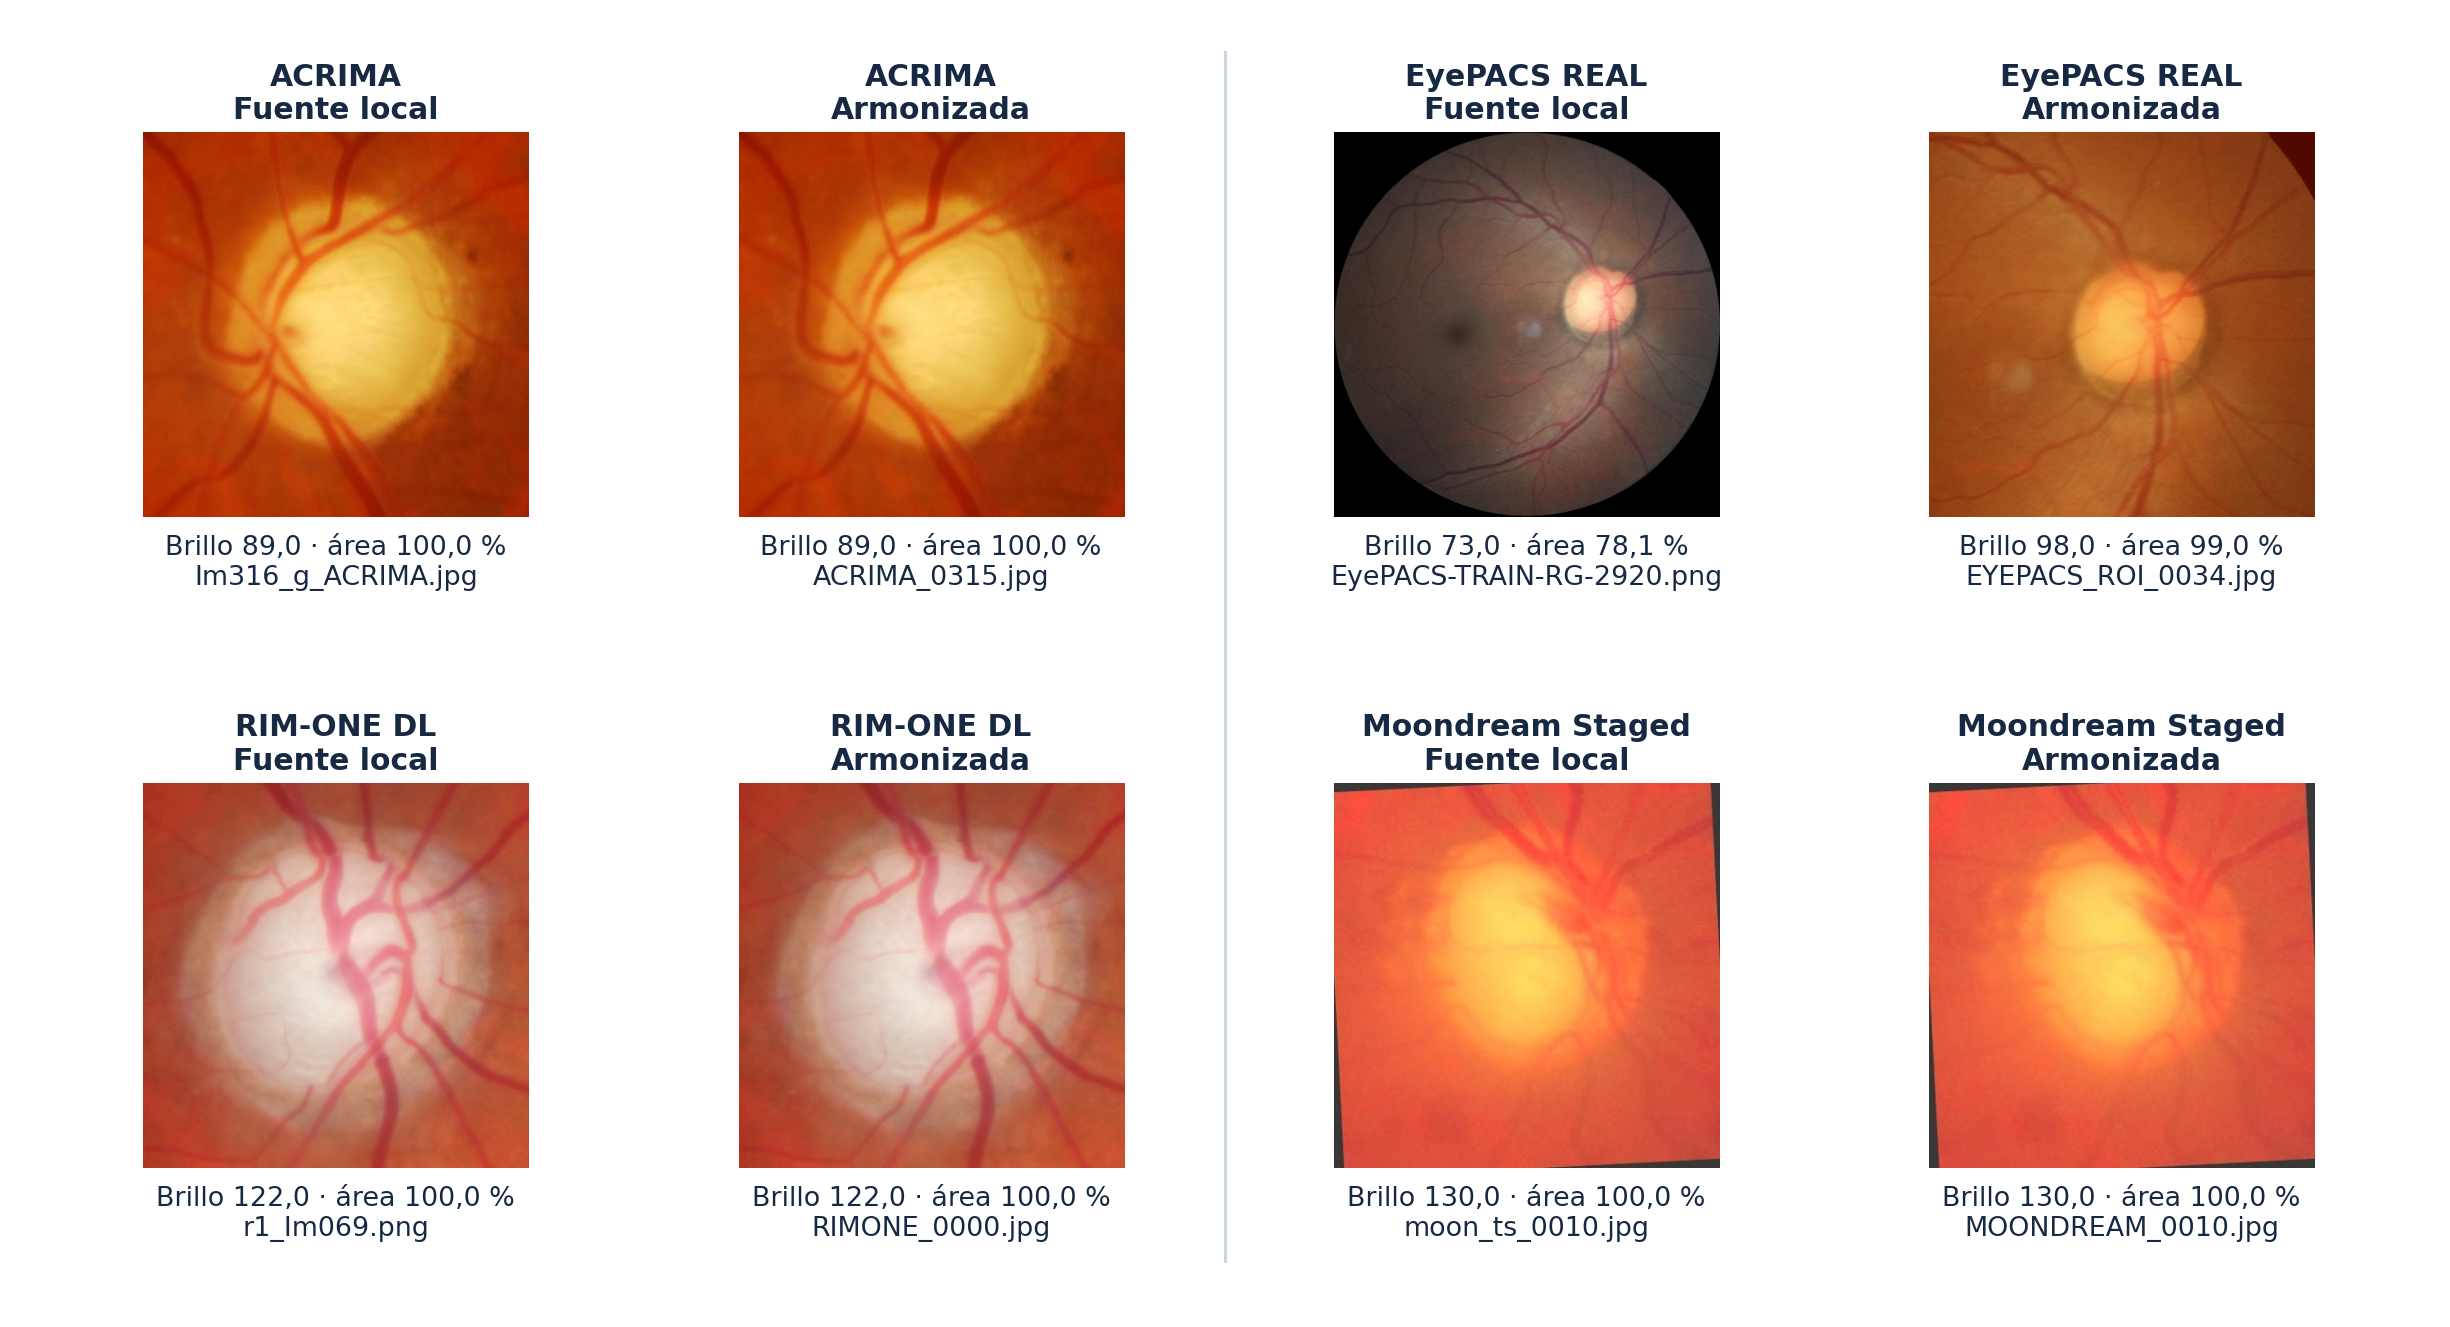 ACRIMA
Fuente local
Brillo 89,0 · área 100,0 %
Im316_g_ACRIMA.jpg
ACRIMA
Armonizada
Brillo 89,0 · área 100,0 %
ACRIMA_0315.jpg
EyePACS REAL
Fuente local
Brillo 73,0 · área 78,1 %
EyePACS-TRAIN-RG-2920.png
EyePACS REAL
Armonizada
Brillo 98,0 · área 99,0 %
EYEPACS_ROI_0034.jpg
RIM-ONE DL
Fuente local
Brillo 122,0 · área 100,0 %
r1_Im069.png
RIM-ONE DL
Armonizada
Brillo 122,0 · área 100,0 %
RIMONE_0000.jpg
Moondream Staged
Fuente local
Brillo 130,0 · área 100,0 %
moon_ts_0010.jpg
Moondream Staged
Armonizada
Brillo 130,0 · área 100,0 %
MOONDREAM_0010.jpg